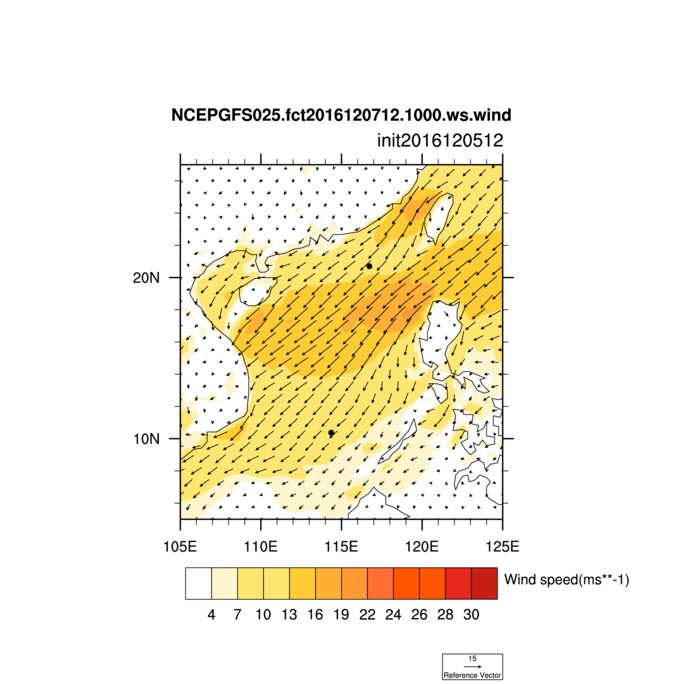 NCEPGFS025.fct2016120712.1000.ws.wind
init2016120512
20N
10N
105E 110E 115E 120E 125E
Wind speed(ms**-1)
4 7 10 13 16 19 22 24 26 28 30
15
Reference Vector